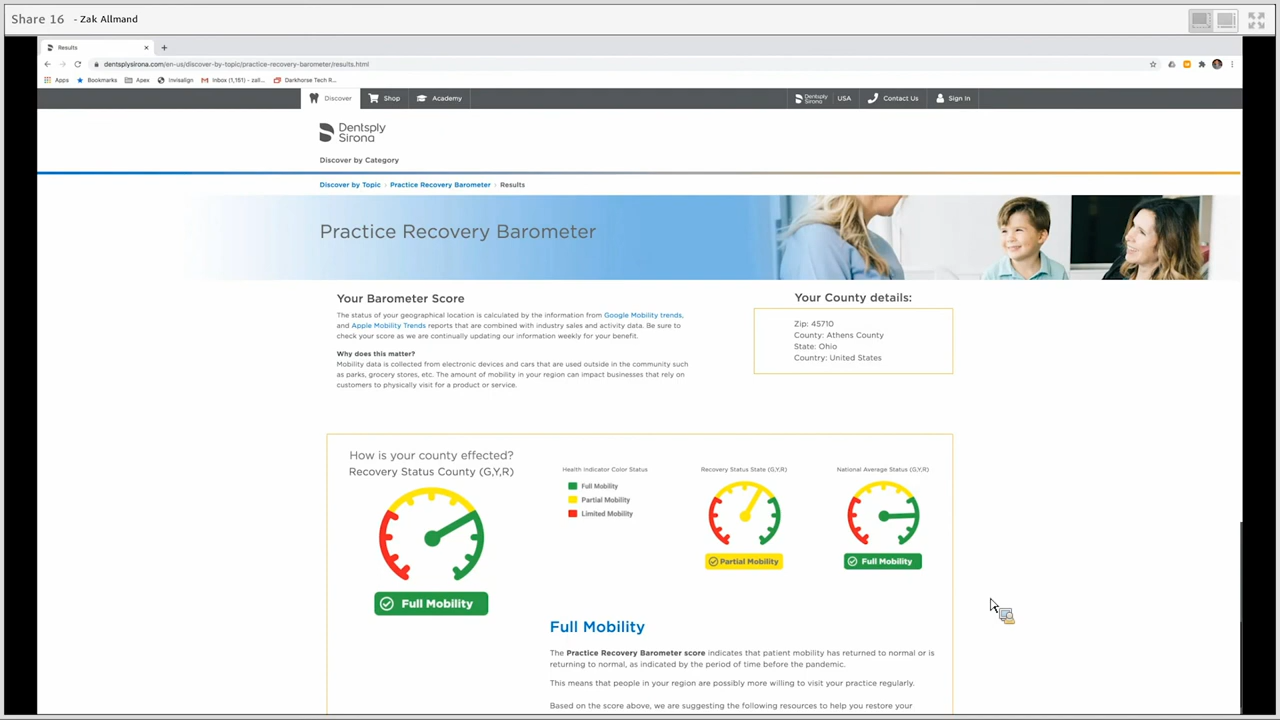 Share 16 - Zak Allmand
Results
dentsplysirona.com/en-us/discover-by-topic/practice-recovery-barometer/results.html
Apps Bookmarks Apex Invisalign Inbox (1,151) - zall... Darkhorse Tech R...
Discover Shop Academy Dentsply Sirona USA Contact Us Sign In
Dentsply
Sirona
Discover by Category
Discover by Topic › Practice Recovery Barometer › Results
Practice Recovery Barometer
Your Barometer Score
The status of your geographical location is calculated by the information from Google Mobility trends,
and Apple Mobility Trends reports that are combined with industry sales and activity data. Be sure to
check your score as we are continually updating our information weekly for your benefit.
Why does this matter?
Mobility data is collected from electronic devices and cars that are used outside in the community such
as parks, grocery stores, etc. The amount of mobility in your region can impact businesses that rely on
customers to physically visit for a product or service.
Your County details:
Zip: 45710
County: Athens County
State: Ohio
Country: United States
How is your county effected?
Recovery Status County (G,Y,R)
Full Mobility
Health Indicator Color Status
Full Mobility
Partial Mobility
Limited Mobility
Recovery Status State (G,Y,R)
Partial Mobility
National Average Status (G,Y,R)
Full Mobility
Full Mobility
The Practice Recovery Barometer score indicates that patient mobility has returned to normal or is
returning to normal, as indicated by the period of time before the pandemic.
This means that people in your region are possibly more willing to visit your practice regularly.
Based on the score above, we are suggesting the following resources to help you restore your